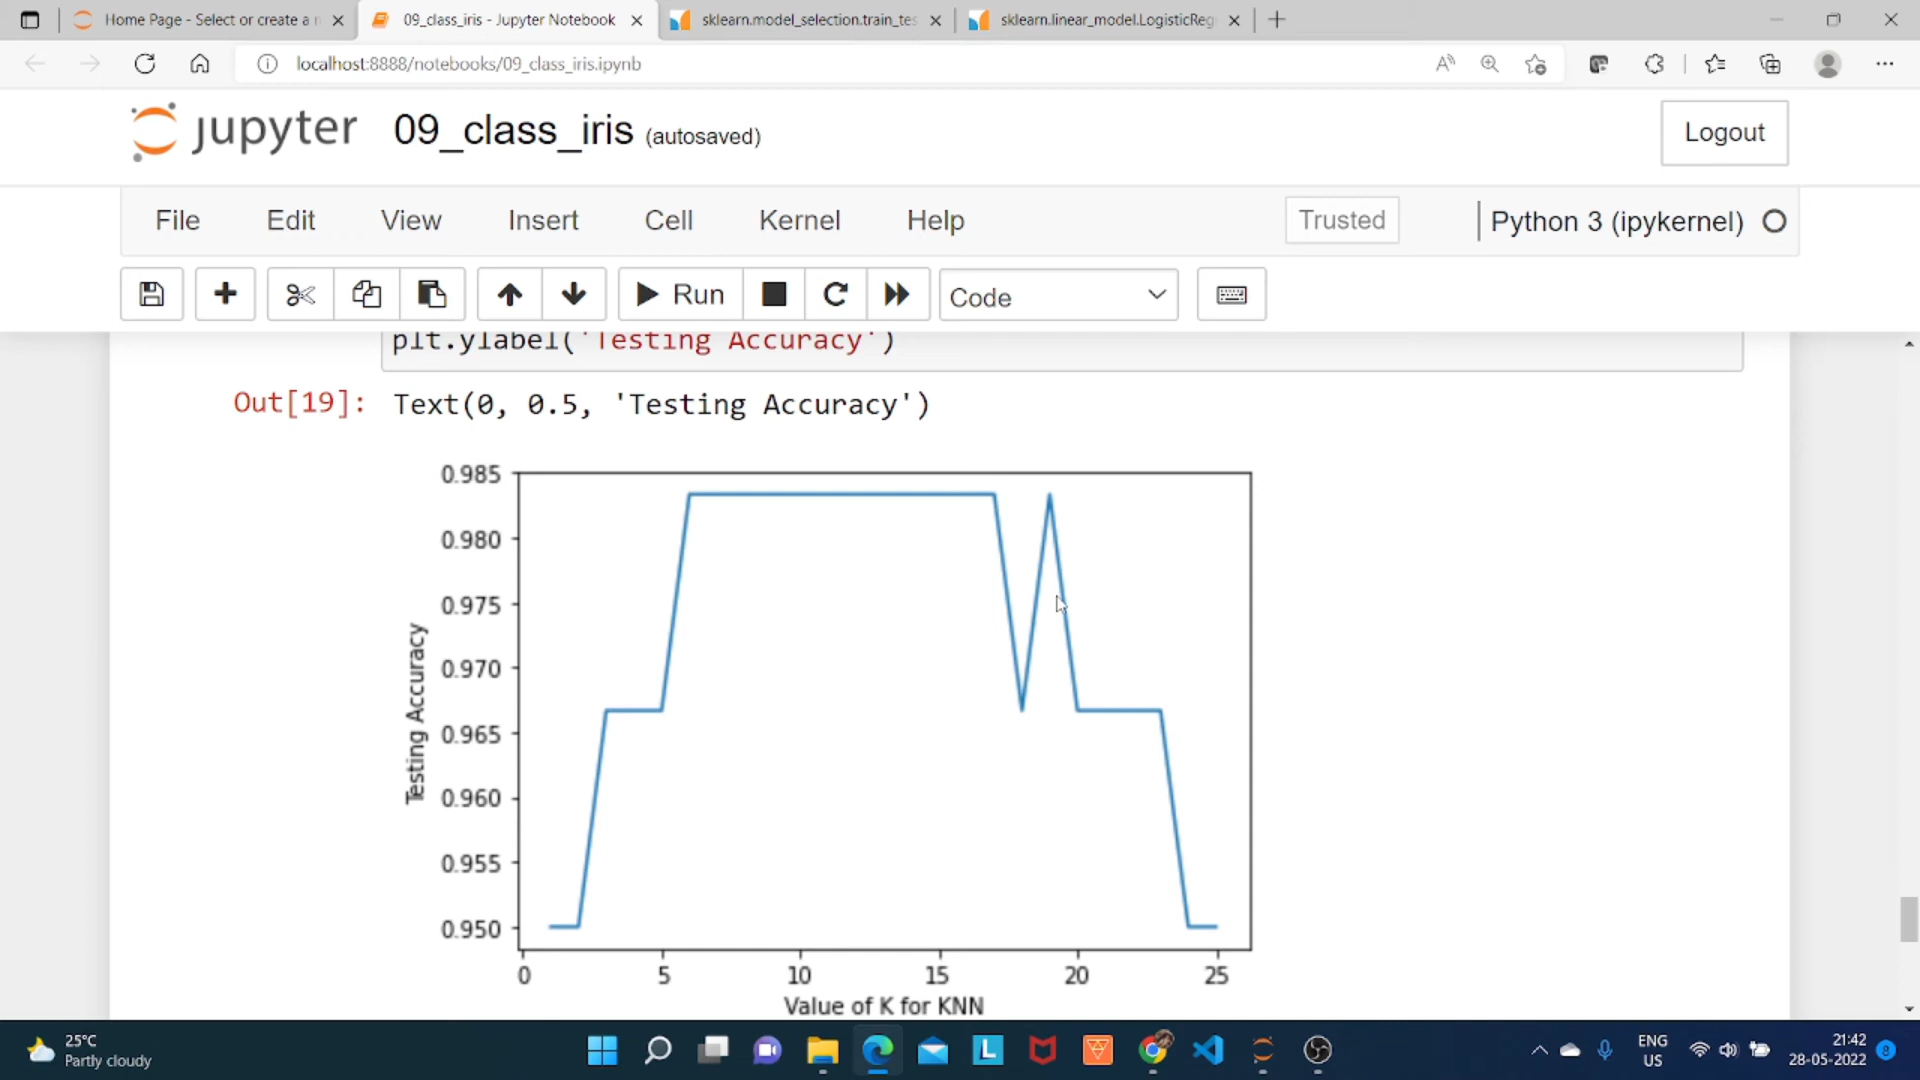 Home Page - Select or create a n
09_class_iris - Jupyter Notebook
sklearn.model_selection.train_tes
sklearn.linear_model.LogisticReg
localhost:8888/notebooks/09_class_iris.ipynb
jupyter 09_class_iris (autosaved)
Logout
File Edit View Insert Cell Kernel Help
Trusted
Python 3 (ipykernel)
Run
Code
plt.ylabel('Testing Accuracy')
Out[19]: Text(0, 0.5, 'Testing Accuracy')
0.985
0.980
0.975
0.970
0.965
0.960
0.955
0.950
Testing Accuracy
0 5 10 15 20 25
Value of K for KNN
25°C
Partly cloudy
ENG
US
21:42
28-05-2022
8